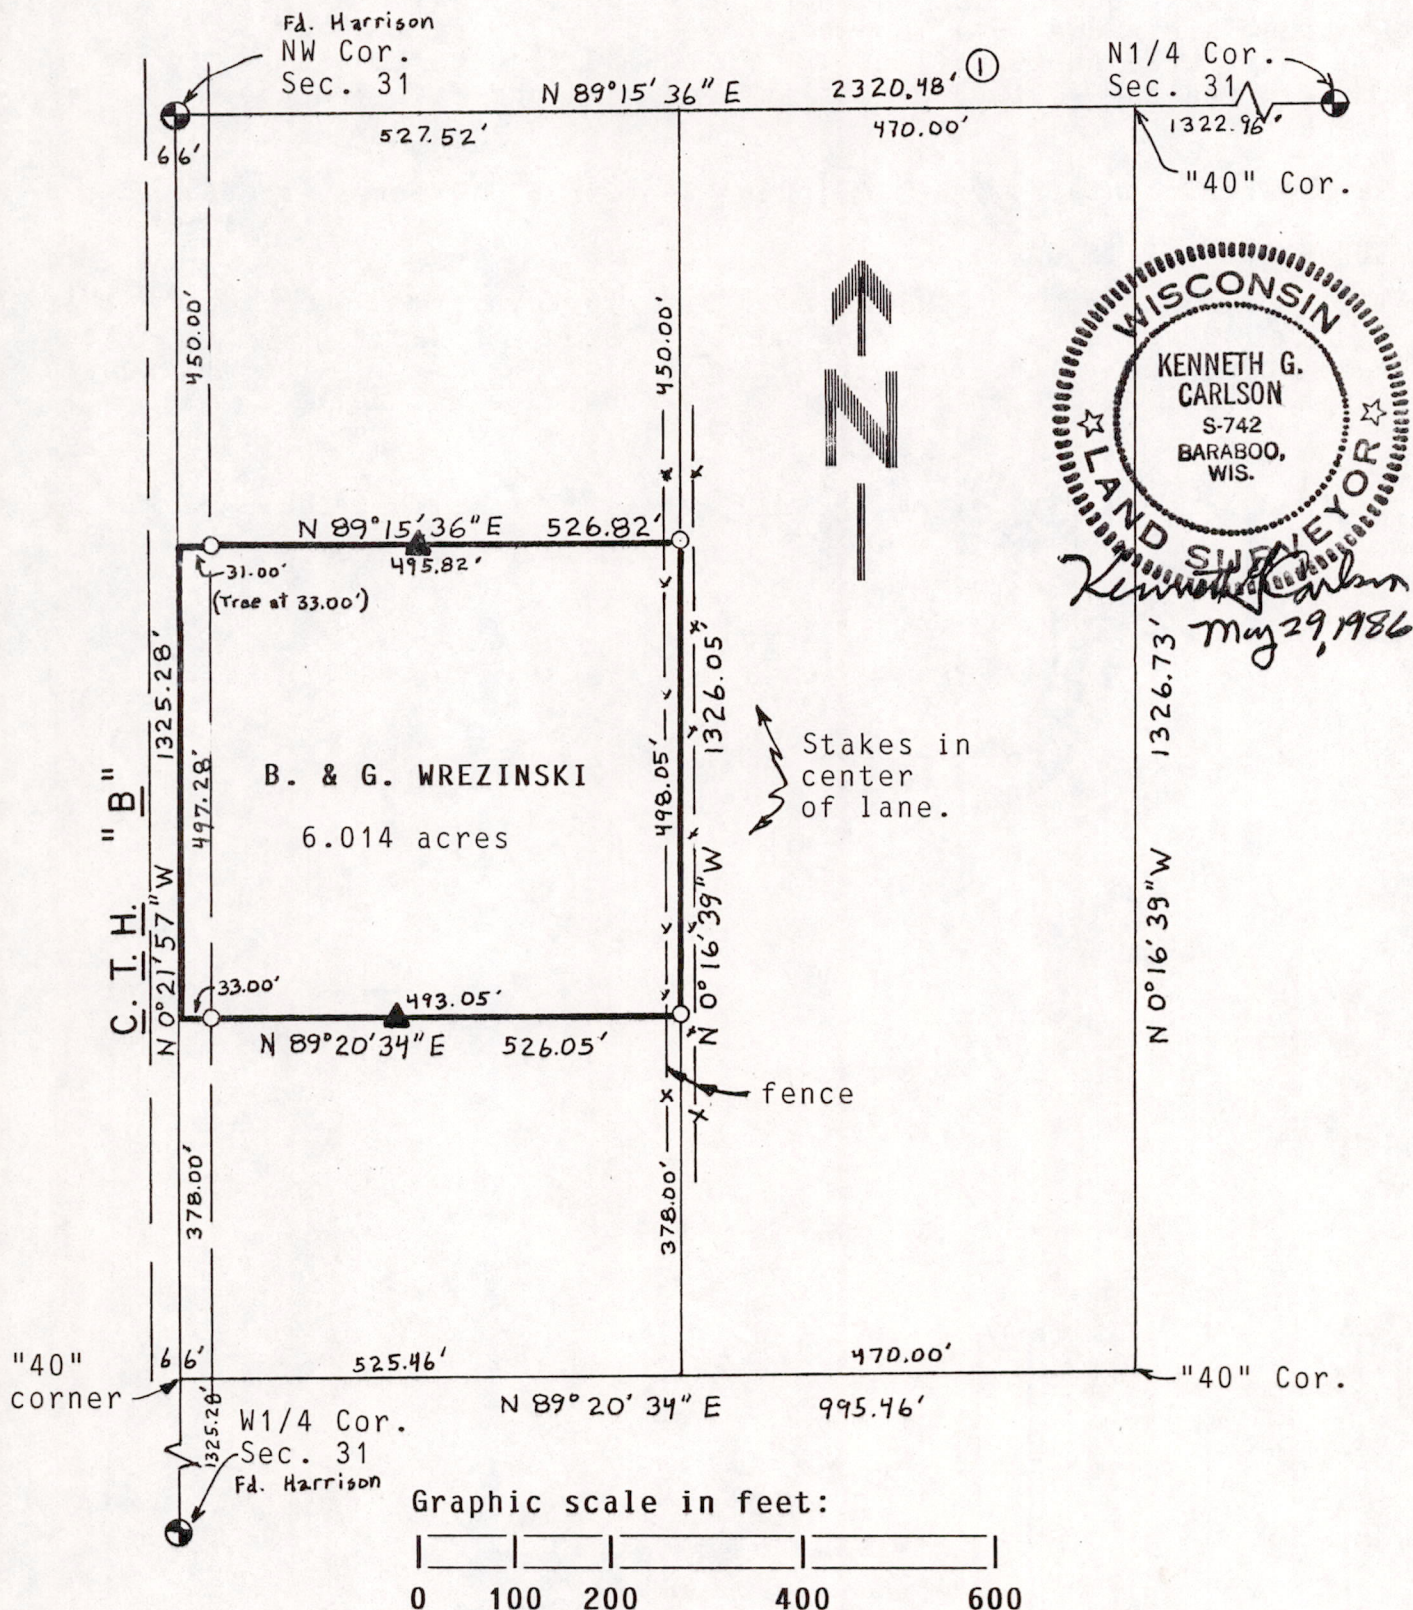 Fd. Harrison
NW Cor.
Sec. 31
N 89°15'36" E
2320.48'
①
N1/4 Cor.
Sec. 31
66'
527.52'
470.00'
1322.96'
"40" Cor.
450.00'
450.00'
N
WISCONSIN
LAND SURVEYOR
KENNETH G.
CARLSON
S-742
BARABOO,
WIS.
Kenneth G. Carlson
May 29, 1986
N 89°15'36" E
526.82'
31.00'
495.82'
(Trae at 33.00')
1325.28'
497.28'
N 0°21'57" W
C. T. H. "B"
B. & G. WREZINSKI
6.014 acres
498.05'
1326.05'
N 0°16'39" W
Stakes in
center
of lane.
1326.73'
N 0°16'39" W
33.00'
493.05'
N 89°20'34" E
526.05'
fence
378.00'
378.00'
"40"
corner
66'
525.46'
470.00'
"40" Cor.
N 89°20'34" E
995.46'
1325.28'
W1/4 Cor.
Sec. 31
Fd. Harrison
Graphic scale in feet:
0 100 200 400 600